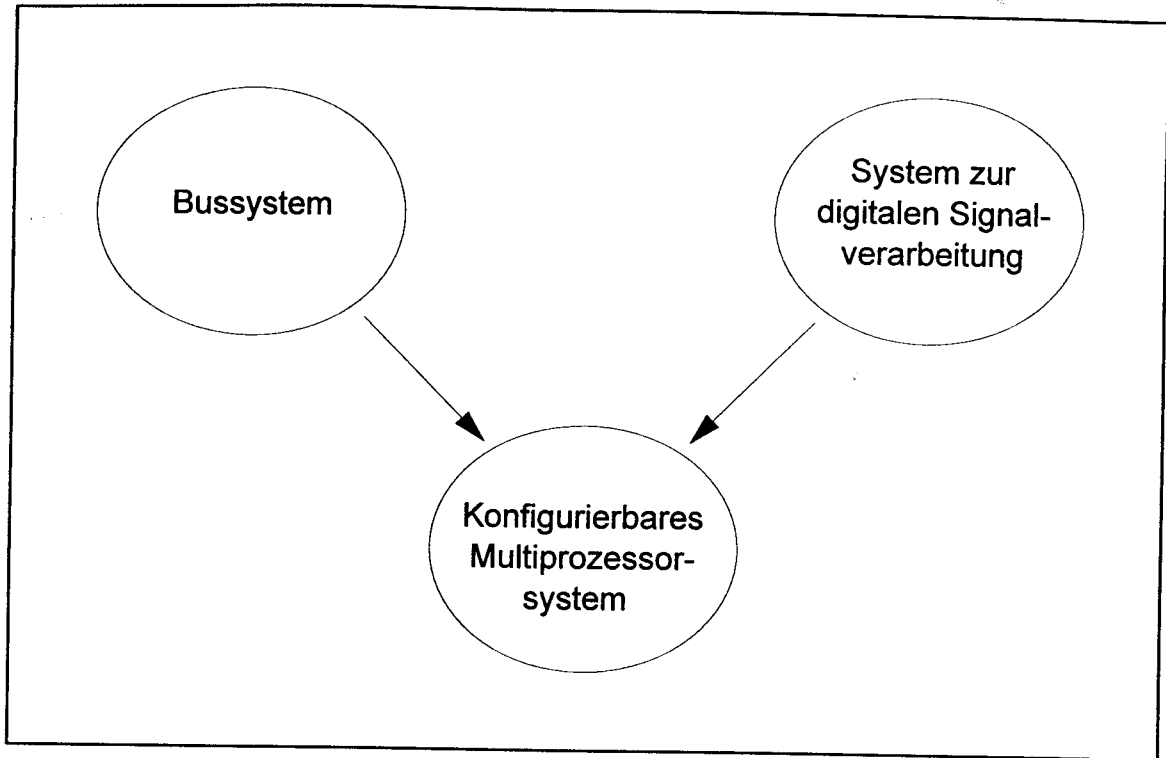 Bussystem
System zur
digitalen Signal-
verarbeitung
Konfigurierbares
Multiprozessor-
system